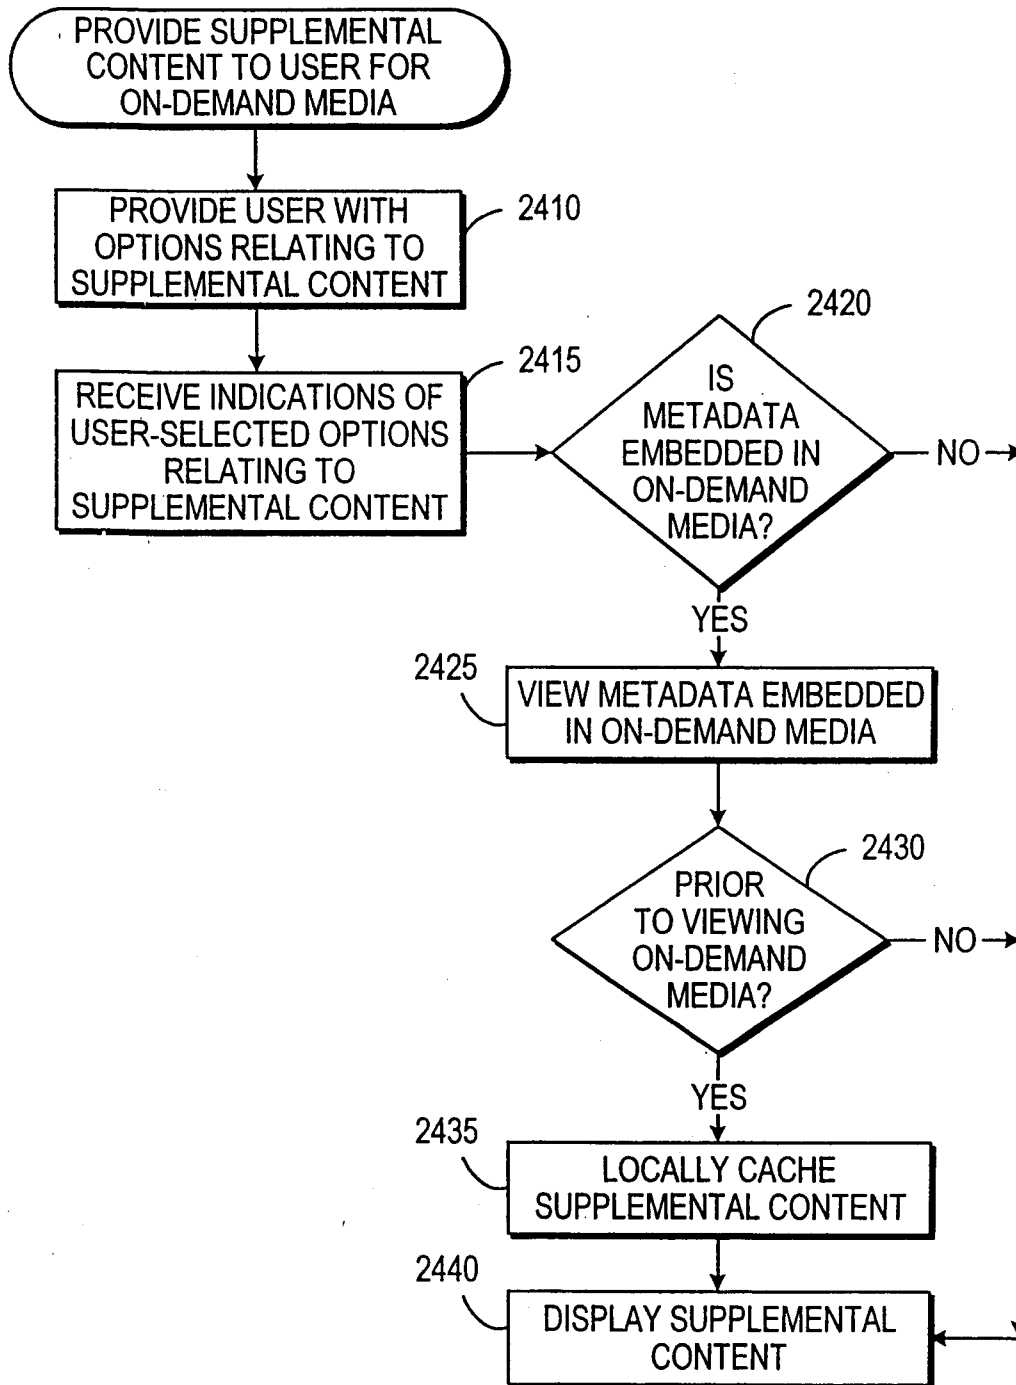 PROVIDE SUPPLEMENTAL
CONTENT TO USER FOR
ON-DEMAND MEDIA
PROVIDE USER WITH
OPTIONS RELATING TO
SUPPLEMENTAL CONTENT
2410
RECEIVE INDICATIONS OF
USER-SELECTED OPTIONS
RELATING TO
SUPPLEMENTAL CONTENT
2415
2420
IS
METADATA
EMBEDDED IN
ON-DEMAND
MEDIA?
NO
YES
2425
VIEW METADATA EMBEDDED
IN ON-DEMAND MEDIA
2430
PRIOR
TO VIEWING
ON-DEMAND
MEDIA?
NO
YES
2435
LOCALLY CACHE
SUPPLEMENTAL CONTENT
2440
DISPLAY SUPPLEMENTAL
CONTENT